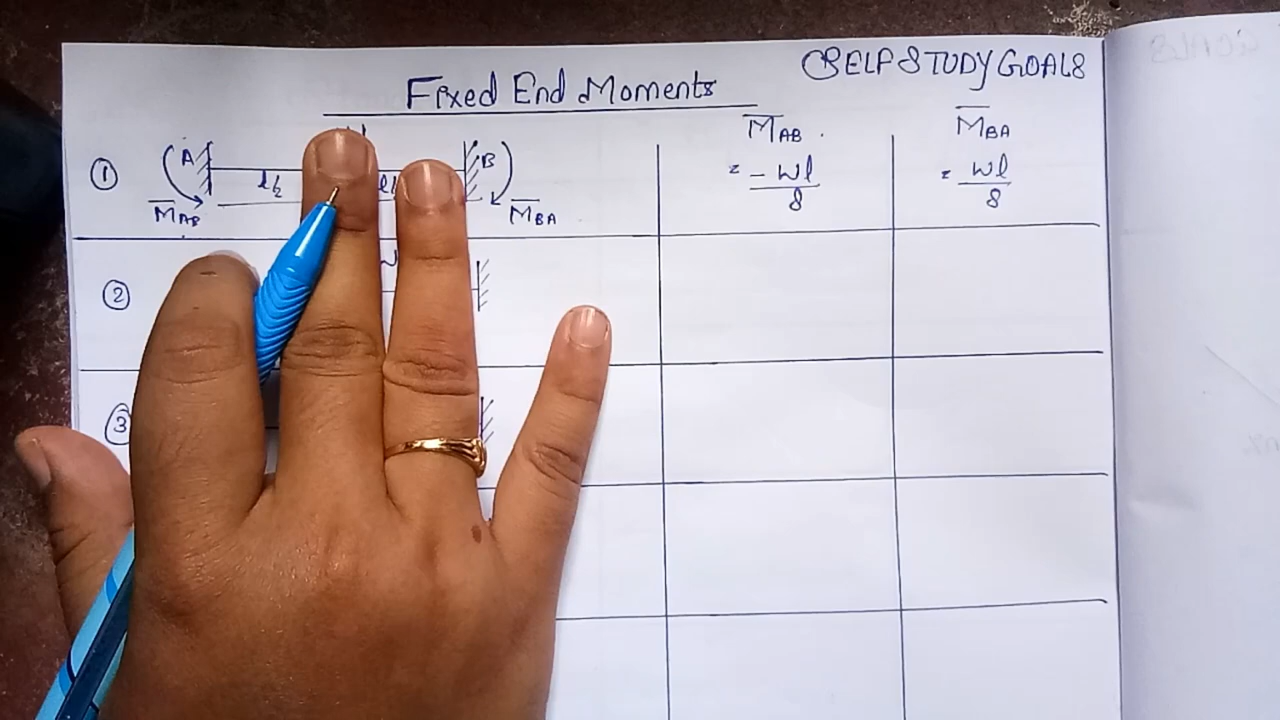 ©SELF STUDY GOALS
Fixed End Moments
M̅AB
M̅BA
① A B = -Wl/8 = Wl/8
l/2
M̅AB M̅BA
②
③